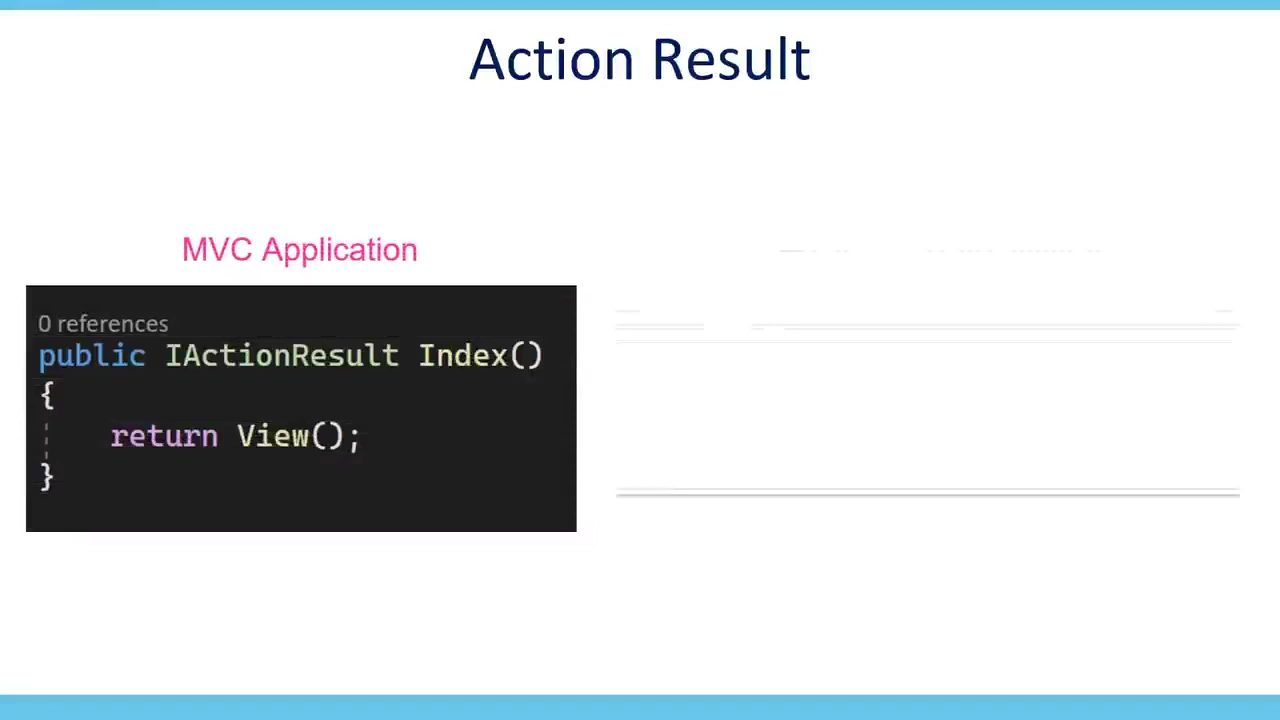 Action Result
MVC Application
0 references
public IActionResult Index()
{
return View();
}